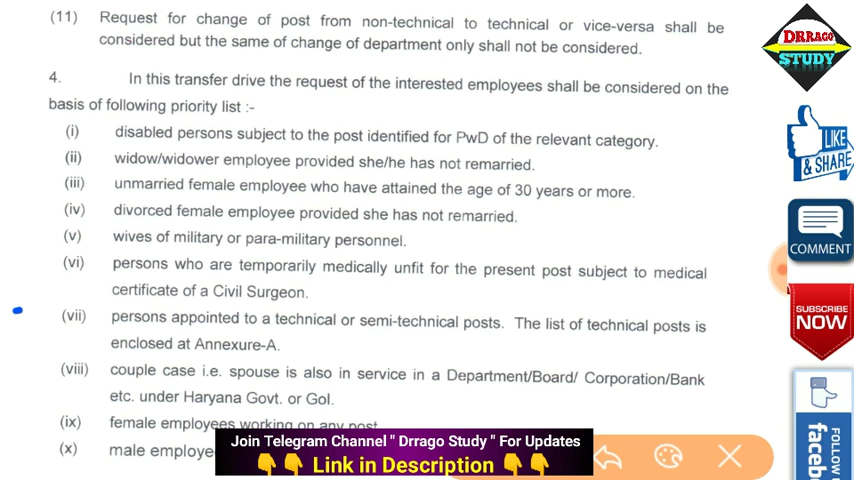 (11) Request for change of post from non-technical to technical or vice-versa shall be
considered but the same of change of department only shall not be considered.
4. In this transfer drive the request of the interested employees shall be considered on the
basis of following priority list :-
(i) disabled persons subject to the post identified for PwD of the relevant category.
(ii) widow/widower employee provided she/he has not remarried.
(iii) unmarried female employee who have attained the age of 30 years or more.
(iv) divorced female employee provided she has not remarried.
(v) wives of military or para-military personnel.
(vi) persons who are temporarily medically unfit for the present post subject to medical
certificate of a Civil Surgeon.
(vii) persons appointed to a technical or semi-technical posts. The list of technical posts is
enclosed at Annexure-A.
(viii) couple case i.e. spouse is also in service in a Department/Board/ Corporation/Bank
etc. under Haryana Govt. or GoI.
(ix) female employees working on any post
(x) male employe
DRRAGO
STUDY
LIKE
& SHARE
COMMENT
SUBSCRIBE
NOW
FOLLOW
facebo
Join Telegram Channel " Drrago Study " For Updates
👇👇 Link in Description 👇👇